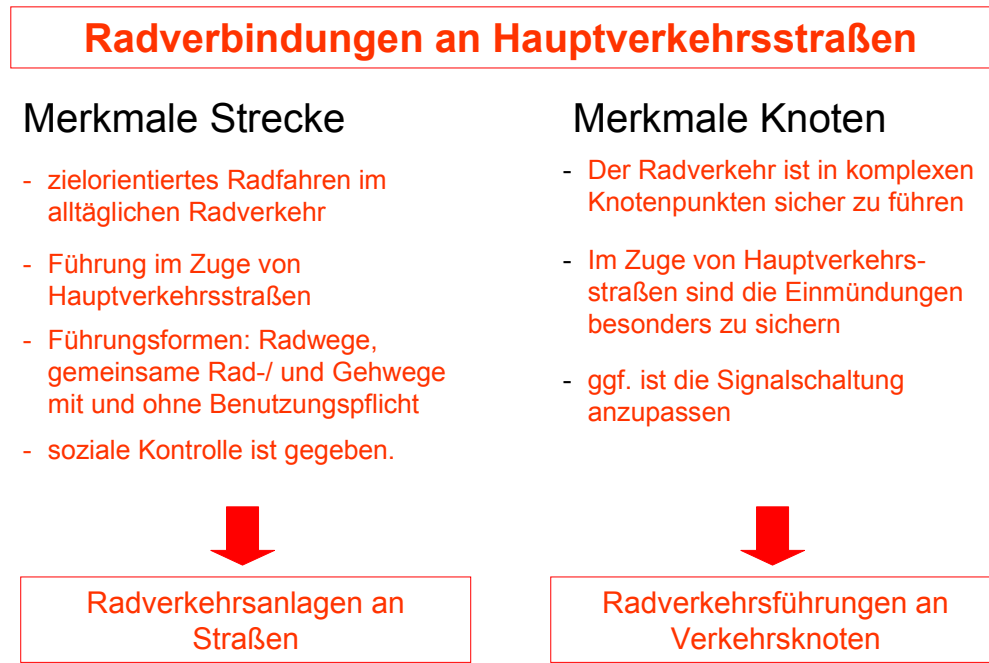 Radverbindungen an Hauptverkehrsstraßen
Merkmale Strecke
- zielorientiertes Radfahren im
alltäglichen Radverkehr
- Führung im Zuge von
Hauptverkehrsstraßen
- Führungsformen: Radwege,
gemeinsame Rad-/ und Gehwege
mit und ohne Benutzungspflicht
- soziale Kontrolle ist gegeben.
Radverkehrsanlagen an
Straßen
Merkmale Knoten
- Der Radverkehr ist in komplexen
Knotenpunkten sicher zu führen
- Im Zuge von Hauptverkehrs-
straßen sind die Einmündungen
besonders zu sichern
- ggf. ist die Signalschaltung
anzupassen
Radverkehrsführungen an
Verkehrsknoten